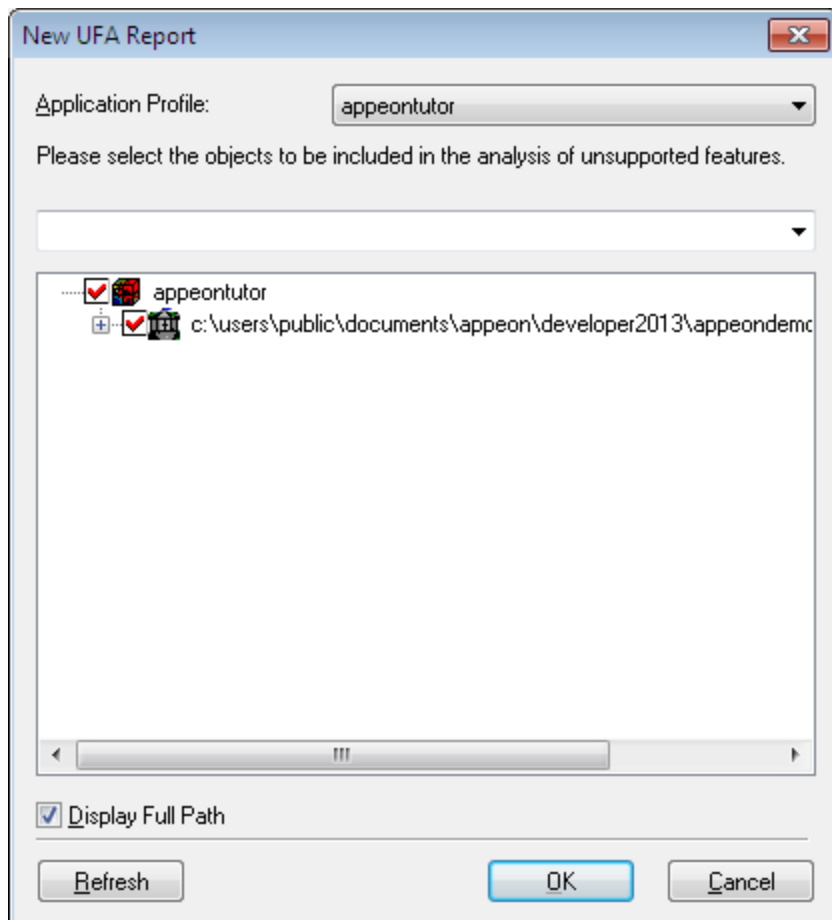 New UFA Report
Application Profile:
appeontutor
Please select the objects to be included in the analysis of unsupported features.
appeontutor
c:\users\public\documents\appeon\developer2013\appeondemo
Display Full Path
Refresh
OK
Cancel